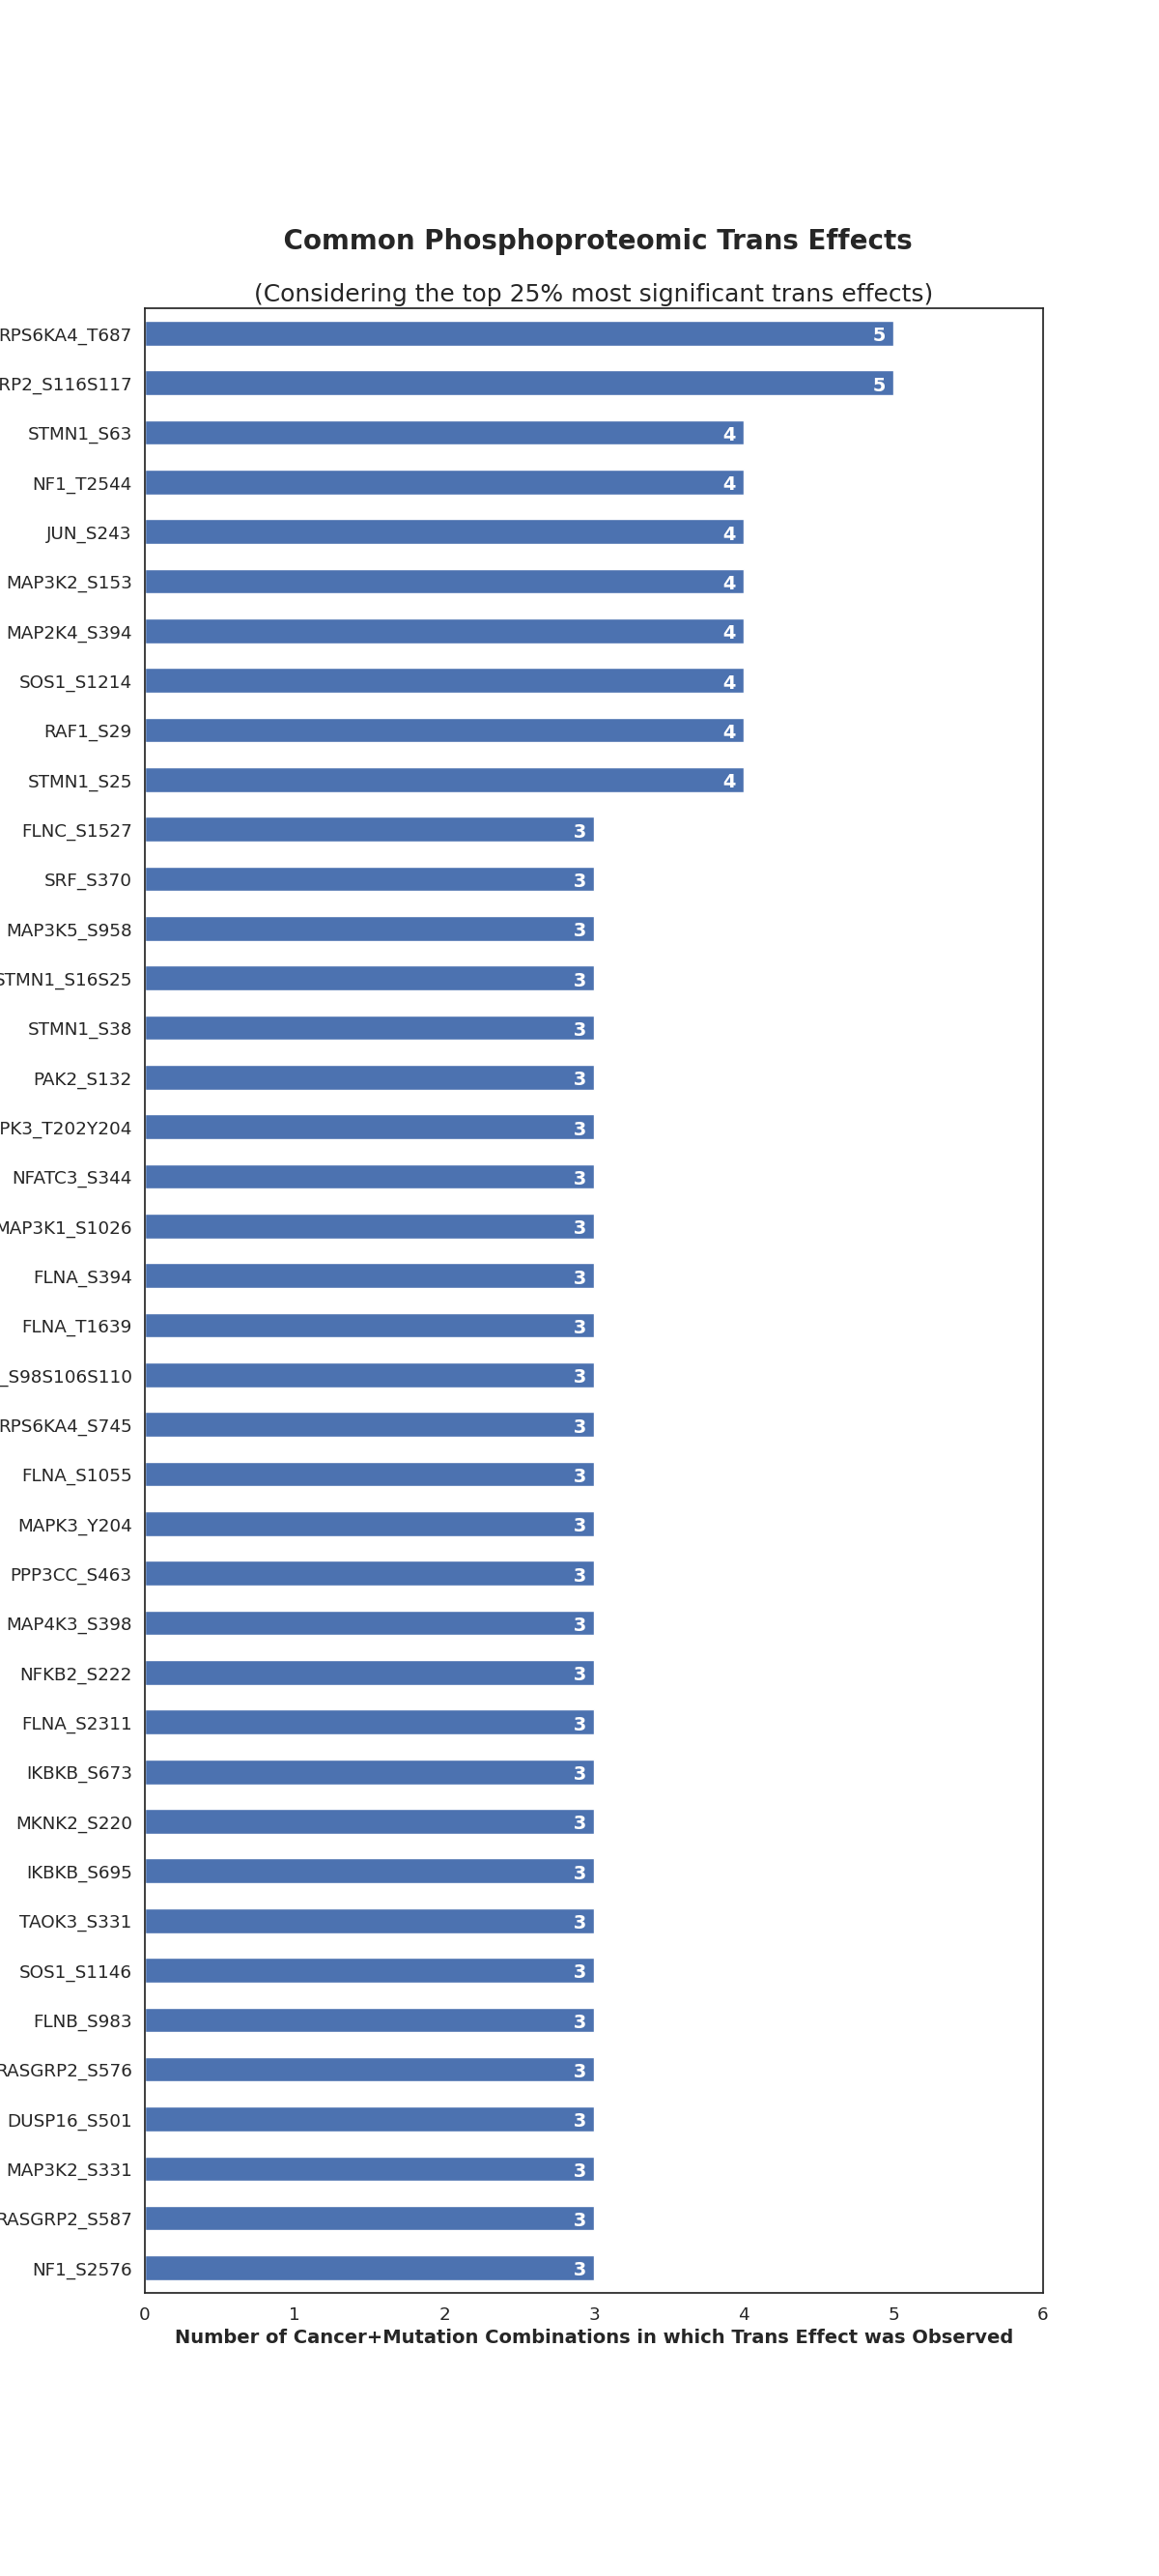 Common Phosphoproteomic Trans Effects
(Considering the top 25% most significant trans effects)
RPS6KA4_T687 5
RP2_S116S117 5
STMN1_S63 4
NF1_T2544 4
JUN_S243 4
MAP3K2_S153 4
MAP2K4_S394 4
SOS1_S1214 4
RAF1_S29 4
STMN1_S25 4
FLNC_S1527 3
SRF_S370 3
MAP3K5_S958 3
STMN1_S16S25 3
STMN1_S38 3
PAK2_S132 3
PK3_T202Y204 3
NFATC3_S344 3
MAP3K1_S1026 3
FLNA_S394 3
FLNA_T1639 3
_S98S106S110 3
RPS6KA4_S745 3
FLNA_S1055 3
MAPK3_Y204 3
PPP3CC_S463 3
MAP4K3_S398 3
NFKB2_S222 3
FLNA_S2311 3
IKBKB_S673 3
MKNK2_S220 3
IKBKB_S695 3
TAOK3_S331 3
SOS1_S1146 3
FLNB_S983 3
RASGRP2_S576 3
DUSP16_S501 3
MAP3K2_S331 3
RASGRP2_S587 3
NF1_S2576 3
0 1 2 3 4 5 6
Number of Cancer+Mutation Combinations in which Trans Effect was Observed